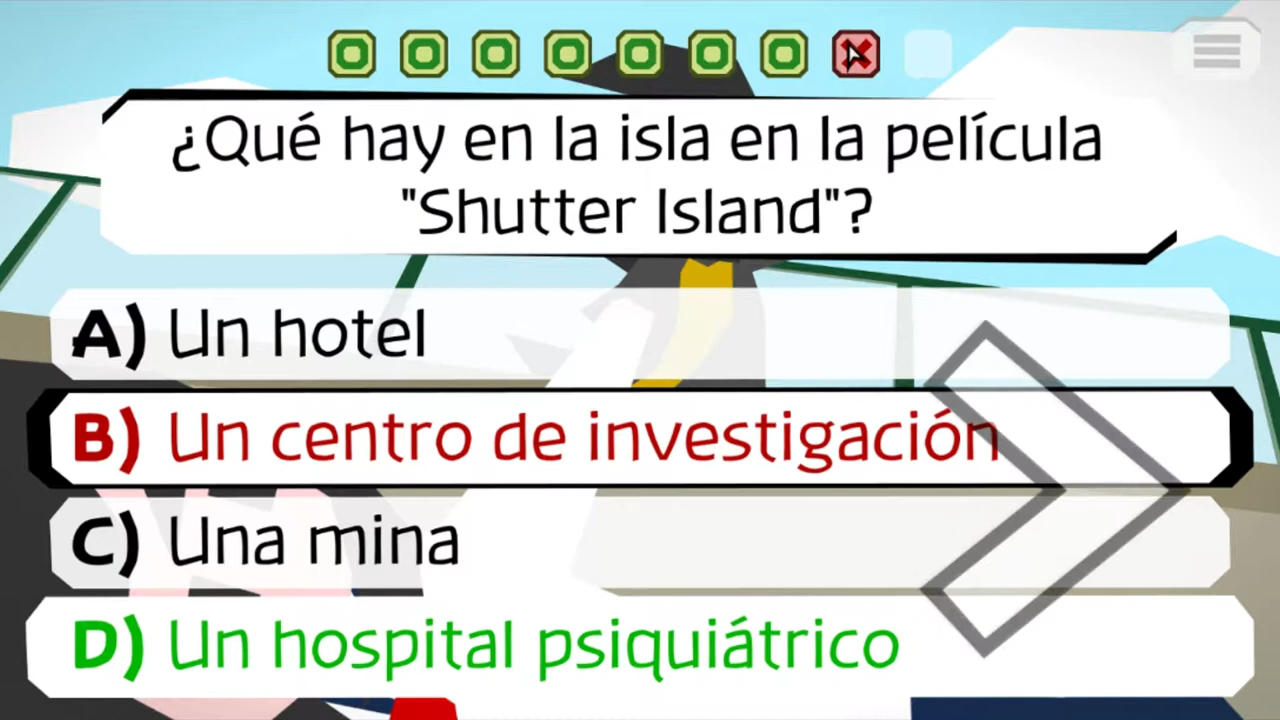 ¿Qué hay en la isla en la película
"Shutter Island"?
A) Un hotel
B) Un centro de investigación
C) Una mina
D) Un hospital psiquiátrico